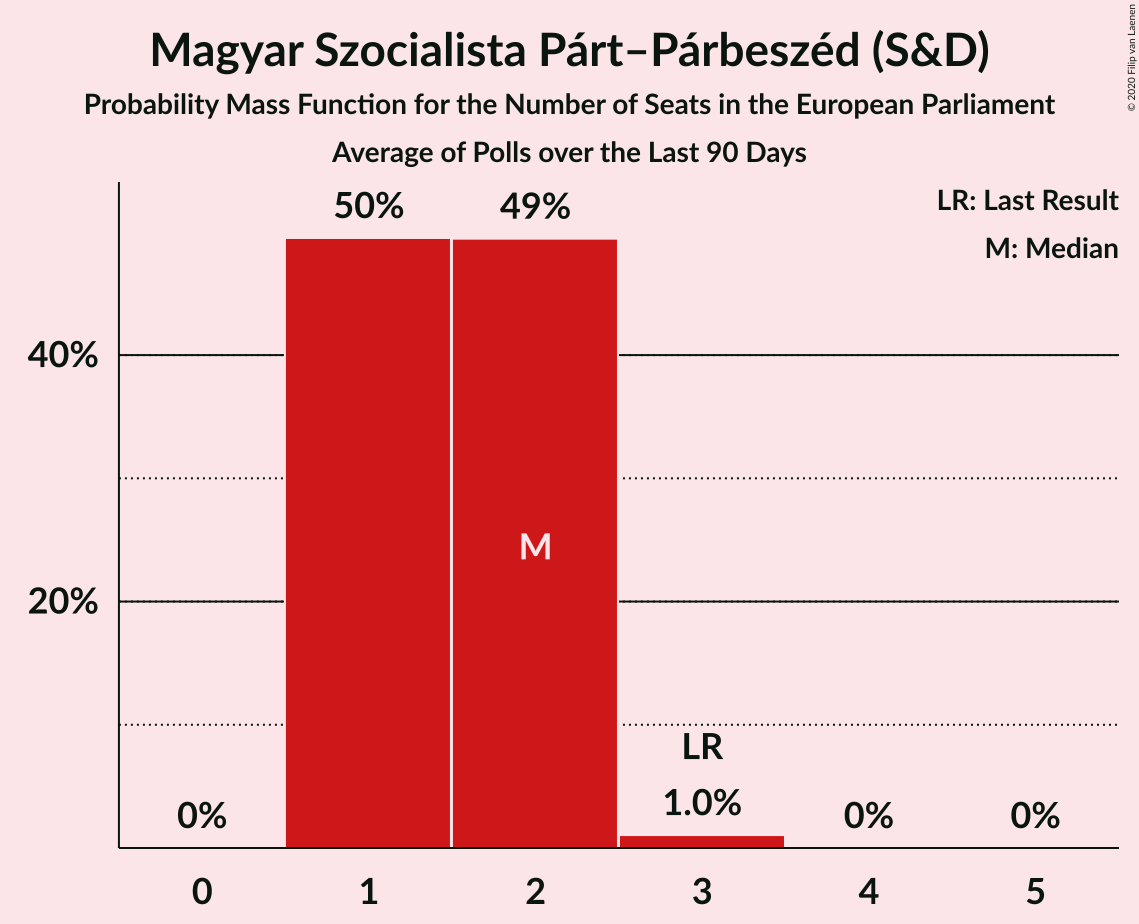 Magyar Szocialista Párt–Párbeszéd (S&D)
Probability Mass Function for the Number of Seats in the European Parliament
Average of Polls over the Last 90 Days
© 2020 Filip van Laenen
LR: Last Result
M: Median
50%
49%
40%
M
20%
LR
0%
1.0%
0%
0%
0
1
2
3
4
5